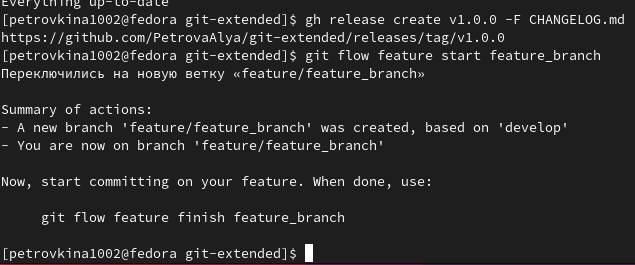 Everything up-to-date
[petrovkina1002@fedora git-extended]$ gh release create v1.0.0 -F CHANGELOG.md
https://github.com/PetrovaAlya/git-extended/releases/tag/v1.0.0
[petrovkina1002@fedora git-extended]$ git flow feature start feature_branch
Переключились на новую ветку «feature/feature_branch»

Summary of actions:
- A new branch 'feature/feature_branch' was created, based on 'develop'
- You are now on branch 'feature/feature_branch'

Now, start committing on your feature. When done, use:

     git flow feature finish feature_branch

[petrovkina1002@fedora git-extended]$